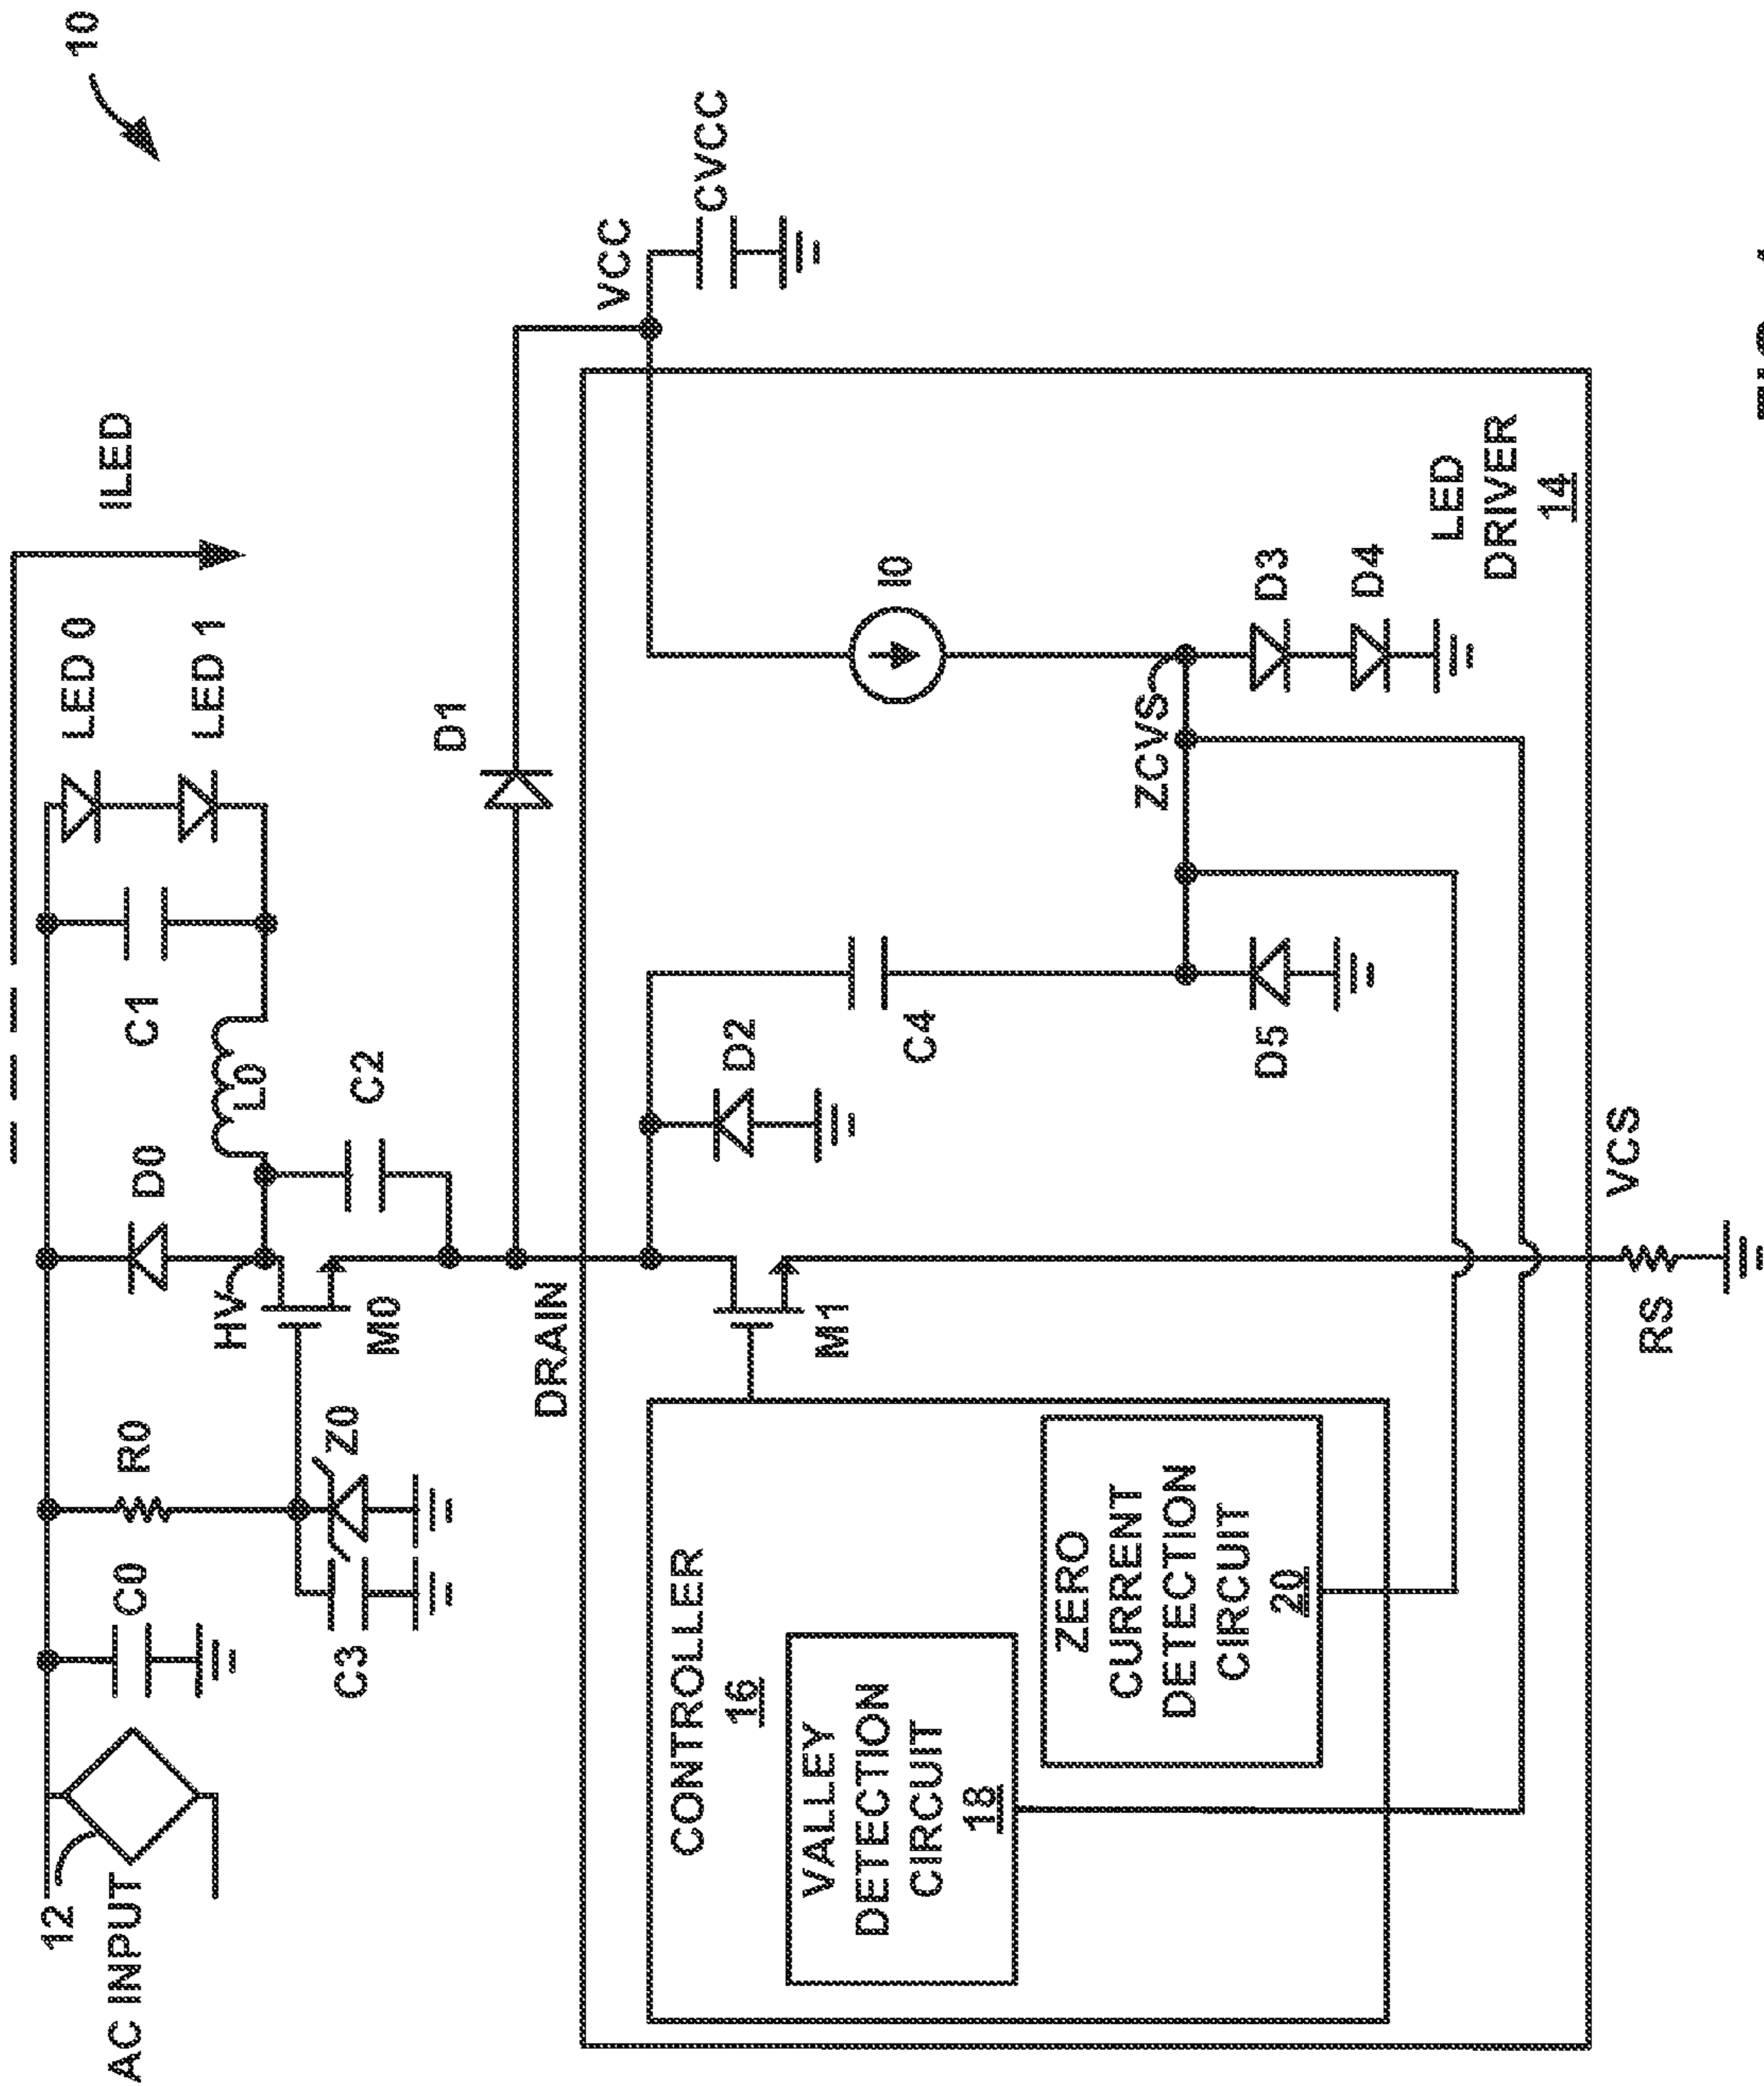 10
ILED
LED 0
LED 1
C1
L0
D0
C2
HV
M0
R0
Z0
C0
C3
12
AC INPUT
D1
VCC
CVCC
DRAIN
D2
C4
I0
ZCVS
D3
D4
D5
M1
LED
DRIVER
14
CONTROLLER
16
VALLEY
DETECTION
CIRCUIT
18
ZERO
CURRENT
DETECTION
CIRCUIT
20
VCS
RS